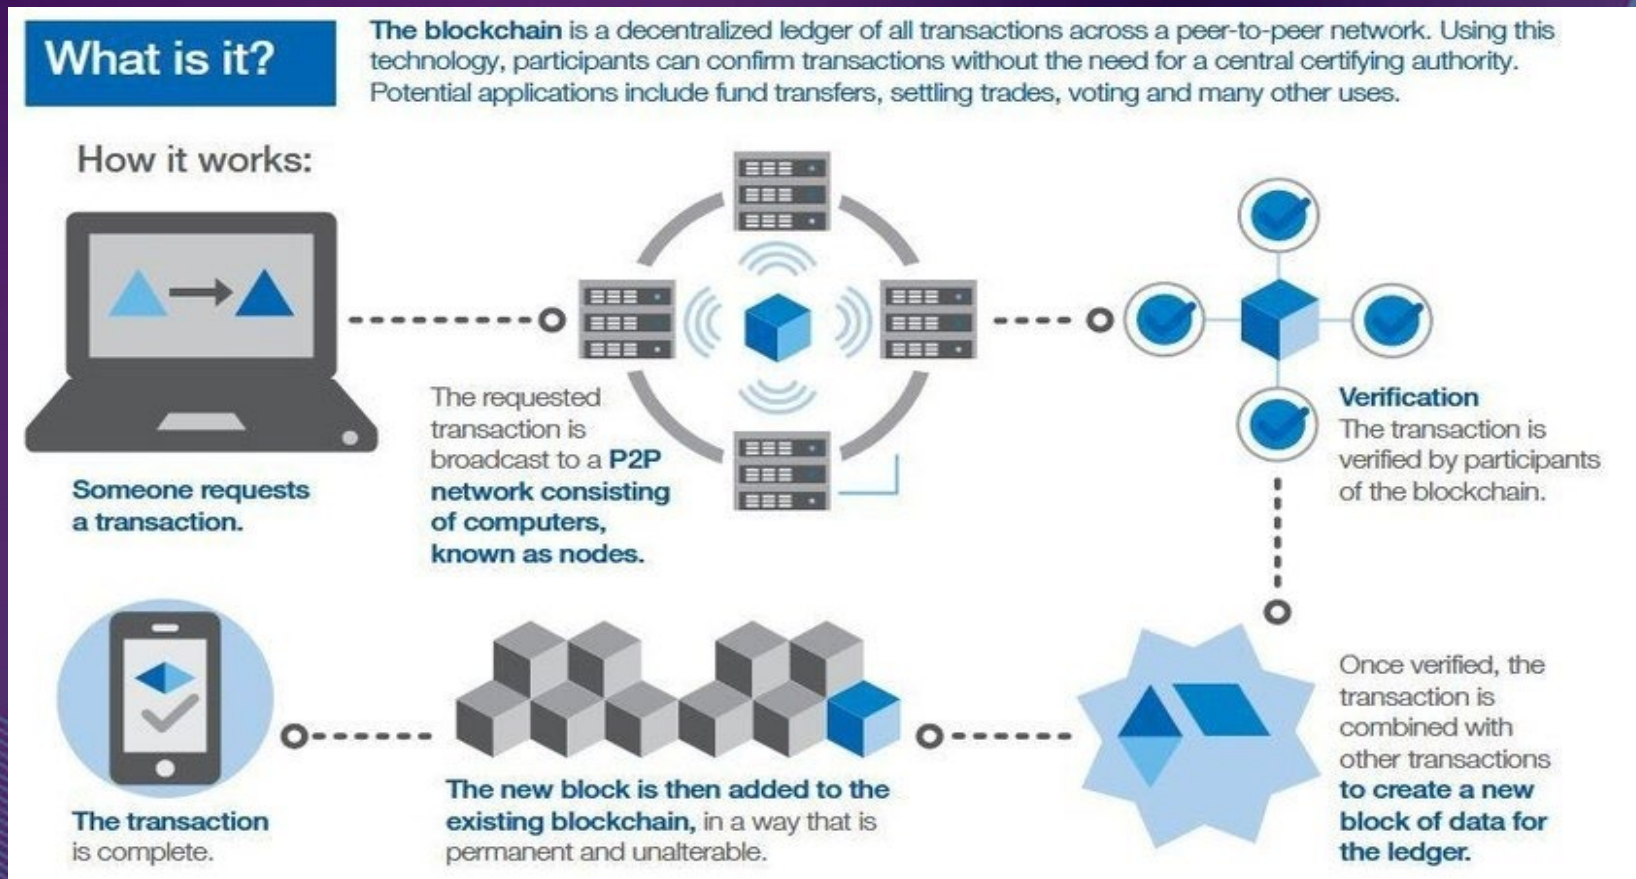 What is it?
The blockchain is a decentralized ledger of all transactions across a peer-to-peer network. Using this
technology, participants can confirm transactions without the need for a central certifying authority.
Potential applications include fund transfers, settling trades, voting and many other uses.
How it works:
Someone requests
a transaction.
The requested
transaction is
broadcast to a P2P
network consisting
of computers,
known as nodes.
Verification
The transaction is
verified by participants
of the blockchain.
Once verified, the
transaction is
combined with
other transactions
to create a new
block of data for
the ledger.
The new block is then added to the
existing blockchain, in a way that is
permanent and unalterable.
The transaction
is complete.